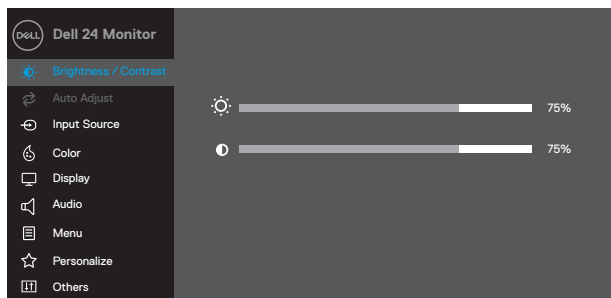 DELL Dell 24 Monitor
Brightness / Contrast
Auto Adjust
75%
Input Source
Color
75%
Display
Audio
Menu
Personalize
Others